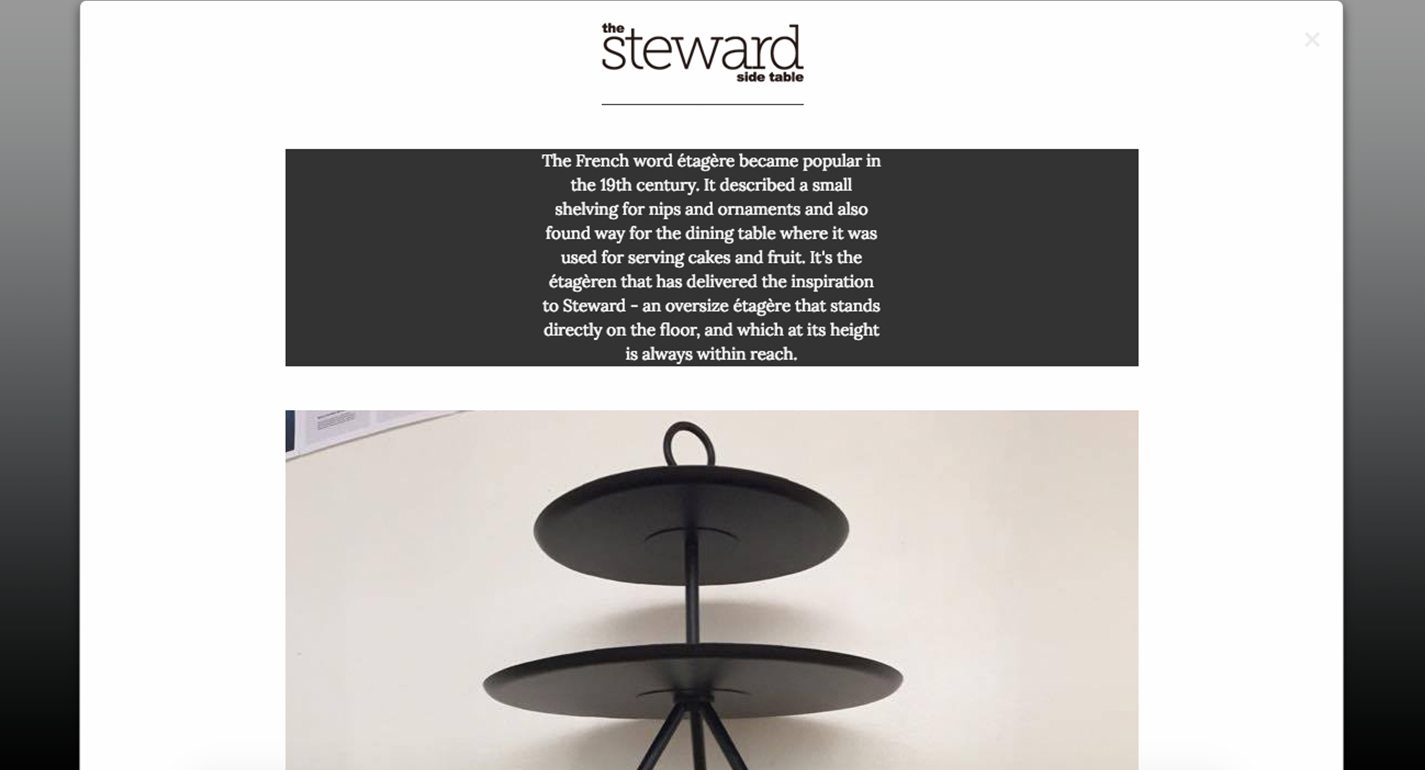 the
steward
side table
The French word étagère became popular in
the 19th century. It described a small
shelving for nips and ornaments and also
found way for the dining table where it was
used for serving cakes and fruit. It's the
étagèren that has delivered the inspiration
to Steward - an oversize étagère that stands
directly on the floor, and which at its height
is always within reach.